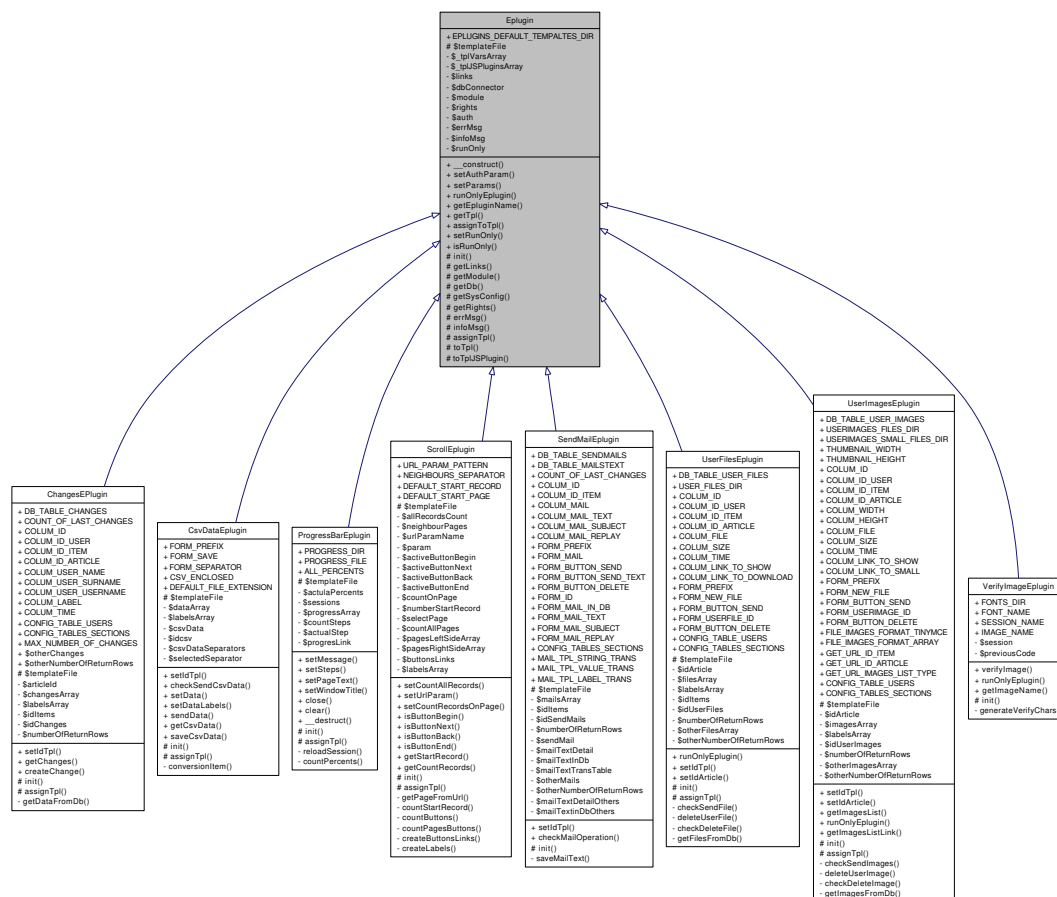 Eplugin
+ EPLUGINS_DEFAULT_TEMPALTES_DIR
# $templateFile
- $_tplVarsArray
- $_tplJSPluginsArray
- $links
- $dbConnector
- $module
- $rights
- $auth
- $errMsg
- $infoMsg
- $runOnly
+ __construct()
+ setAuthParam()
+ setParams()
+ runOnlyEplugin()
+ getEpluginName()
+ getTpl()
+ assignToTpl()
+ setRunOnly()
+ isRunOnly()
# init()
# getLinks()
# getModule()
# getDb()
# getSysConfig()
# getRights()
# errMsg()
# infoMsg()
# assignTpl()
# toTpl()
# toTplJSPlugin()
ChangesEPlugin
+ DB_TABLE_CHANGES
+ COUNT_OF_LAST_CHANGES
+ COLUM_ID
+ COLUM_ID_USER
+ COLUM_ID_ITEM
+ COLUM_ID_ARTICLE
+ COLUM_USER_NAME
+ COLUM_USER_SURNAME
+ COLUM_USER_USERNAME
+ COLUM_LABEL
+ COLUM_TIME
+ CONFIG_TABLE_USERS
+ CONFIG_TABLES_SECTIONS
+ MAX_NUMBER_OF_CHANGES
+ $otherChanges
+ $otherNumberOfReturnRows
# $templateFile
- $articleId
- $changesArray
- $labelsArray
- $idItems
- $idChanges
- $numberOfReturnRows
+ setIdTpl()
+ getChanges()
+ createChange()
# init()
# assignTpl()
- getDataFromDb()
CsvDataEplugin
+ FORM_PREFIX
+ FORM_SAVE
+ FORM_SEPARATOR
+ CSV_ENCLOSED
+ DEFAULT_FILE_EXTENSION
# $templateFile
- $dataArray
- $labelsArray
- $csvData
- $idcsv
- $csvDataSeparators
- $selectedSeparator
+ setIdTpl()
+ checkSendCsvData()
+ setData()
+ setDataLabels()
+ sendData()
+ getCsvData()
+ saveCsvData()
# init()
# assignTpl()
- conversionItem()
ProgressBarEplugin
+ PROGRESS_DIR
+ PROGRESS_FILE
+ ALL_PERCENTS
# $templateFile
- $actulaPercents
- $sessions
- $progressArray
- $countSteps
- $actualStep
- $progresLink
+ setMessage()
+ setSteps()
+ setPageText()
+ setWindowTitle()
+ close()
+ clear()
+ __destruct()
# init()
# assignTpl()
- reloadSession()
- countPercents()
ScrollEplugin
+ URL_PARAM_PATTERN
+ NEIGHBOURS_SEPARATOR
+ DEFAULT_START_RECORD
+ DEFAULT_START_PAGE
# $templateFile
- $allRecordsCount
- $neighbourPages
- $urlParamName
- $param
- $activeButtonBegin
- $activeButtonNext
- $activeButtonBack
- $activeButtonEnd
- $countOnPage
- $numberStartRecord
- $selectPage
- $countAllPages
- $pagesLeftSideArray
- $pagesRightSideArray
- $buttonsLinks
- $labelsArray
+ setCountAllRecords()
+ setUrlParam()
+ setCountRecordsOnPage()
+ isButtonBegin()
+ isButtonNext()
+ isButtonBack()
+ isButtonEnd()
+ getStartRecord()
+ getCountRecords()
# init()
# assignTpl()
- getPageFromUrl()
- countStartRecord()
- countButtons()
- countPagesButtons()
- createButtonsLinks()
- createLabels()
SendMailEplugin
+ DB_TABLE_SENDMAILS
+ DB_TABLE_MAILSTEXT
+ COUNT_OF_LAST_CHANGES
+ COLUM_ID
+ COLUM_ID_ITEM
+ COLUM_MAIL
+ COLUM_MAIL_TEXT
+ COLUM_MAIL_SUBJECT
+ COLUM_MAIL_REPLAY
+ FORM_PREFIX
+ FORM_MAIL
+ FORM_BUTTON_SEND
+ FORM_BUTTON_SEND_TEXT
+ FORM_BUTTON_DELETE
+ FORM_ID
+ FORM_MAIL_IN_DB
+ FORM_MAIL_TEXT
+ FORM_MAIL_SUBJECT
+ FORM_MAIL_REPLAY
+ CONFIG_TABLES_SECTIONS
+ MAIL_TPL_STRING_TRANS
+ MAIL_TPL_VALUE_TRANS
+ MAIL_TPL_LABEL_TRANS
# $templateFile
- $mailsArray
- $idItems
- $idSendMails
- $numberOfReturnRows
- $sendMail
- $mailTextDetail
- $mailTextInDb
- $mailTextTransTable
- $otherMails
- $otherNumberOfReturnRows
- $mailTextDetailOthers
- $mailTextinDbOthers
+ setIdTpl()
+ checkMailOperation()
# init()
- saveMailText()
UserFilesEplugin
+ DB_TABLE_USER_FILES
+ USER_FILES_DIR
+ COLUM_ID
+ COLUM_ID_USER
+ COLUM_ID_ITEM
+ COLUM_ID_ARTICLE
+ COLUM_FILE
+ COLUM_SIZE
+ COLUM_TIME
+ COLUM_LINK_TO_SHOW
+ COLUM_LINK_TO_DOWNLOAD
+ FORM_PREFIX
+ FORM_NEW_FILE
+ FORM_BUTTON_SEND
+ FORM_USERFILE_ID
+ FORM_BUTTON_DELETE
+ CONFIG_TABLE_USERS
+ CONFIG_TABLES_SECTIONS
# $templateFile
- $idArticle
- $filesArray
- $labelsArray
- $idItems
- $idUserFiles
- $numberOfReturnRows
- $otherFilesArray
- $otherNumberOfReturnRows
+ runOnlyEplugin()
+ setIdTpl()
+ setIdArticle()
# init()
# assignTpl()
- checkSendFile()
- deleteUserFile()
- checkDeleteFile()
- getFilesFromDb()
UserImagesEplugin
+ DB_TABLE_USER_IMAGES
+ USERIMAGES_FILES_DIR
+ USERIMAGES_SMALL_FILES_DIR
+ THUMBNAIL_WIDTH
+ THUMBNAIL_HEIGHT
+ COLUM_ID
+ COLUM_ID_USER
+ COLUM_ID_ITEM
+ COLUM_ID_ARTICLE
+ COLUM_WIDTH
+ COLUM_HEIGHT
+ COLUM_FILE
+ COLUM_SIZE
+ COLUM_TIME
+ COLUM_LINK_TO_SHOW
+ COLUM_LINK_TO_SMALL
+ FORM_PREFIX
+ FORM_NEW_FILE
+ FORM_BUTTON_SEND
+ FORM_USERIMAGE_ID
+ FORM_BUTTON_DELETE
+ FILE_IMAGES_FORMAT_TINYMCE
+ FILE_IMAGES_FORMAT_ARRAY
+ GET_URL_ID_ITEM
+ GET_URL_ID_ARTICLE
+ GET_URL_IMAGES_LIST_TYPE
+ CONFIG_TABLE_USERS
+ CONFIG_TABLES_SECTIONS
# $templateFile
- $idArticle
- $imagesArray
- $labelsArray
- $idUserImages
- $numberOfReturnRows
- $otherImagesArray
- $otherNumberOfReturnRows
+ setIdTpl()
+ setIdArticle()
+ getImagesList()
+ runOnlyEplugin()
+ getImagesListLink()
# init()
# assignTpl()
- checkSendImages()
- deleteUserImage()
- checkDeleteImage()
- getImagesFromDb()
VerifyImageEplugin
+ FONTS_DIR
+ FONT_NAME
+ SESSION_NAME
+ IMAGE_NAME
- $session
- $previousCode
+ verifyImage()
+ runOnlyEplugin()
+ getImageName()
# init()
- generateVerifyChars()